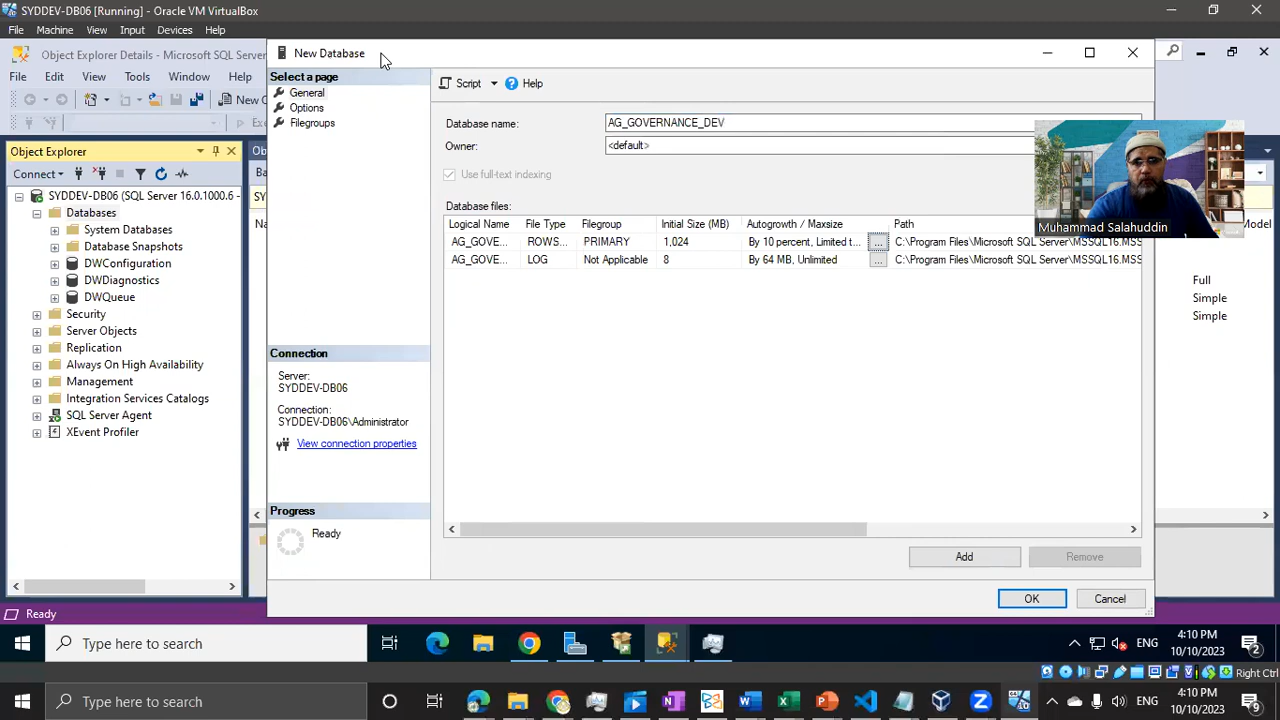 SYDDEV-DB06 [Running] - Oracle VM VirtualBox
File Machine View Input Devices Help
Object Explorer Details - Microsoft SQL Server
File Edit View Tools Window Help
New
Object Explorer
Connect
SYDDEV-DB06 (SQL Server 16.0.1000.6 -
Databases
System Databases
Database Snapshots
DWConfiguration
DWDiagnostics
DWQueue
Security
Server Objects
Replication
Always On High Availability
Management
Integration Services Catalogs
SQL Server Agent
XEvent Profiler
Ready
New Database
Select a page
General
Options
Filegroups
Connection
Server:
SYDDEV-DB06
Connection:
SYDDEV-DB06\Administrator
View connection properties
Progress
Ready
Script Help
Database name: AG_GOVERNANCE_DEV
Owner: <default>
Use full-text indexing
Database files:
Logical Name File Type Filegroup Initial Size (MB) Autogrowth / Maxsize Path
AG_GOVE... ROWS... PRIMARY 1,024 By 10 percent, Limited t... ... C:\Program Files\Microsoft SQL Server\MSSQL16.MSS
AG_GOVE... LOG Not Applicable 8 By 64 MB, Unlimited ... C:\Program Files\Microsoft SQL Server\MSSQL16.MSS
Add Remove
OK Cancel
Muhammad Salahuddin
Model
Full
Simple
Simple
Type here to search
ENG
4:10 PM
10/10/2023
2
Right Ctrl
Type here to search
ENG
4:10 PM
10/10/2023
2